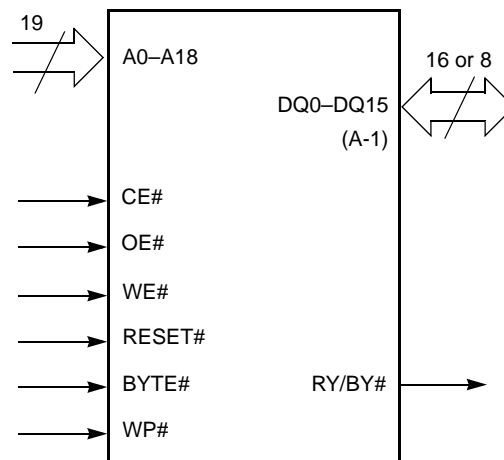 19
A0–A18
16 or 8
DQ0–DQ15
(A-1)
CE#
OE#
WE#
RESET#
BYTE#
RY/BY#
WP#